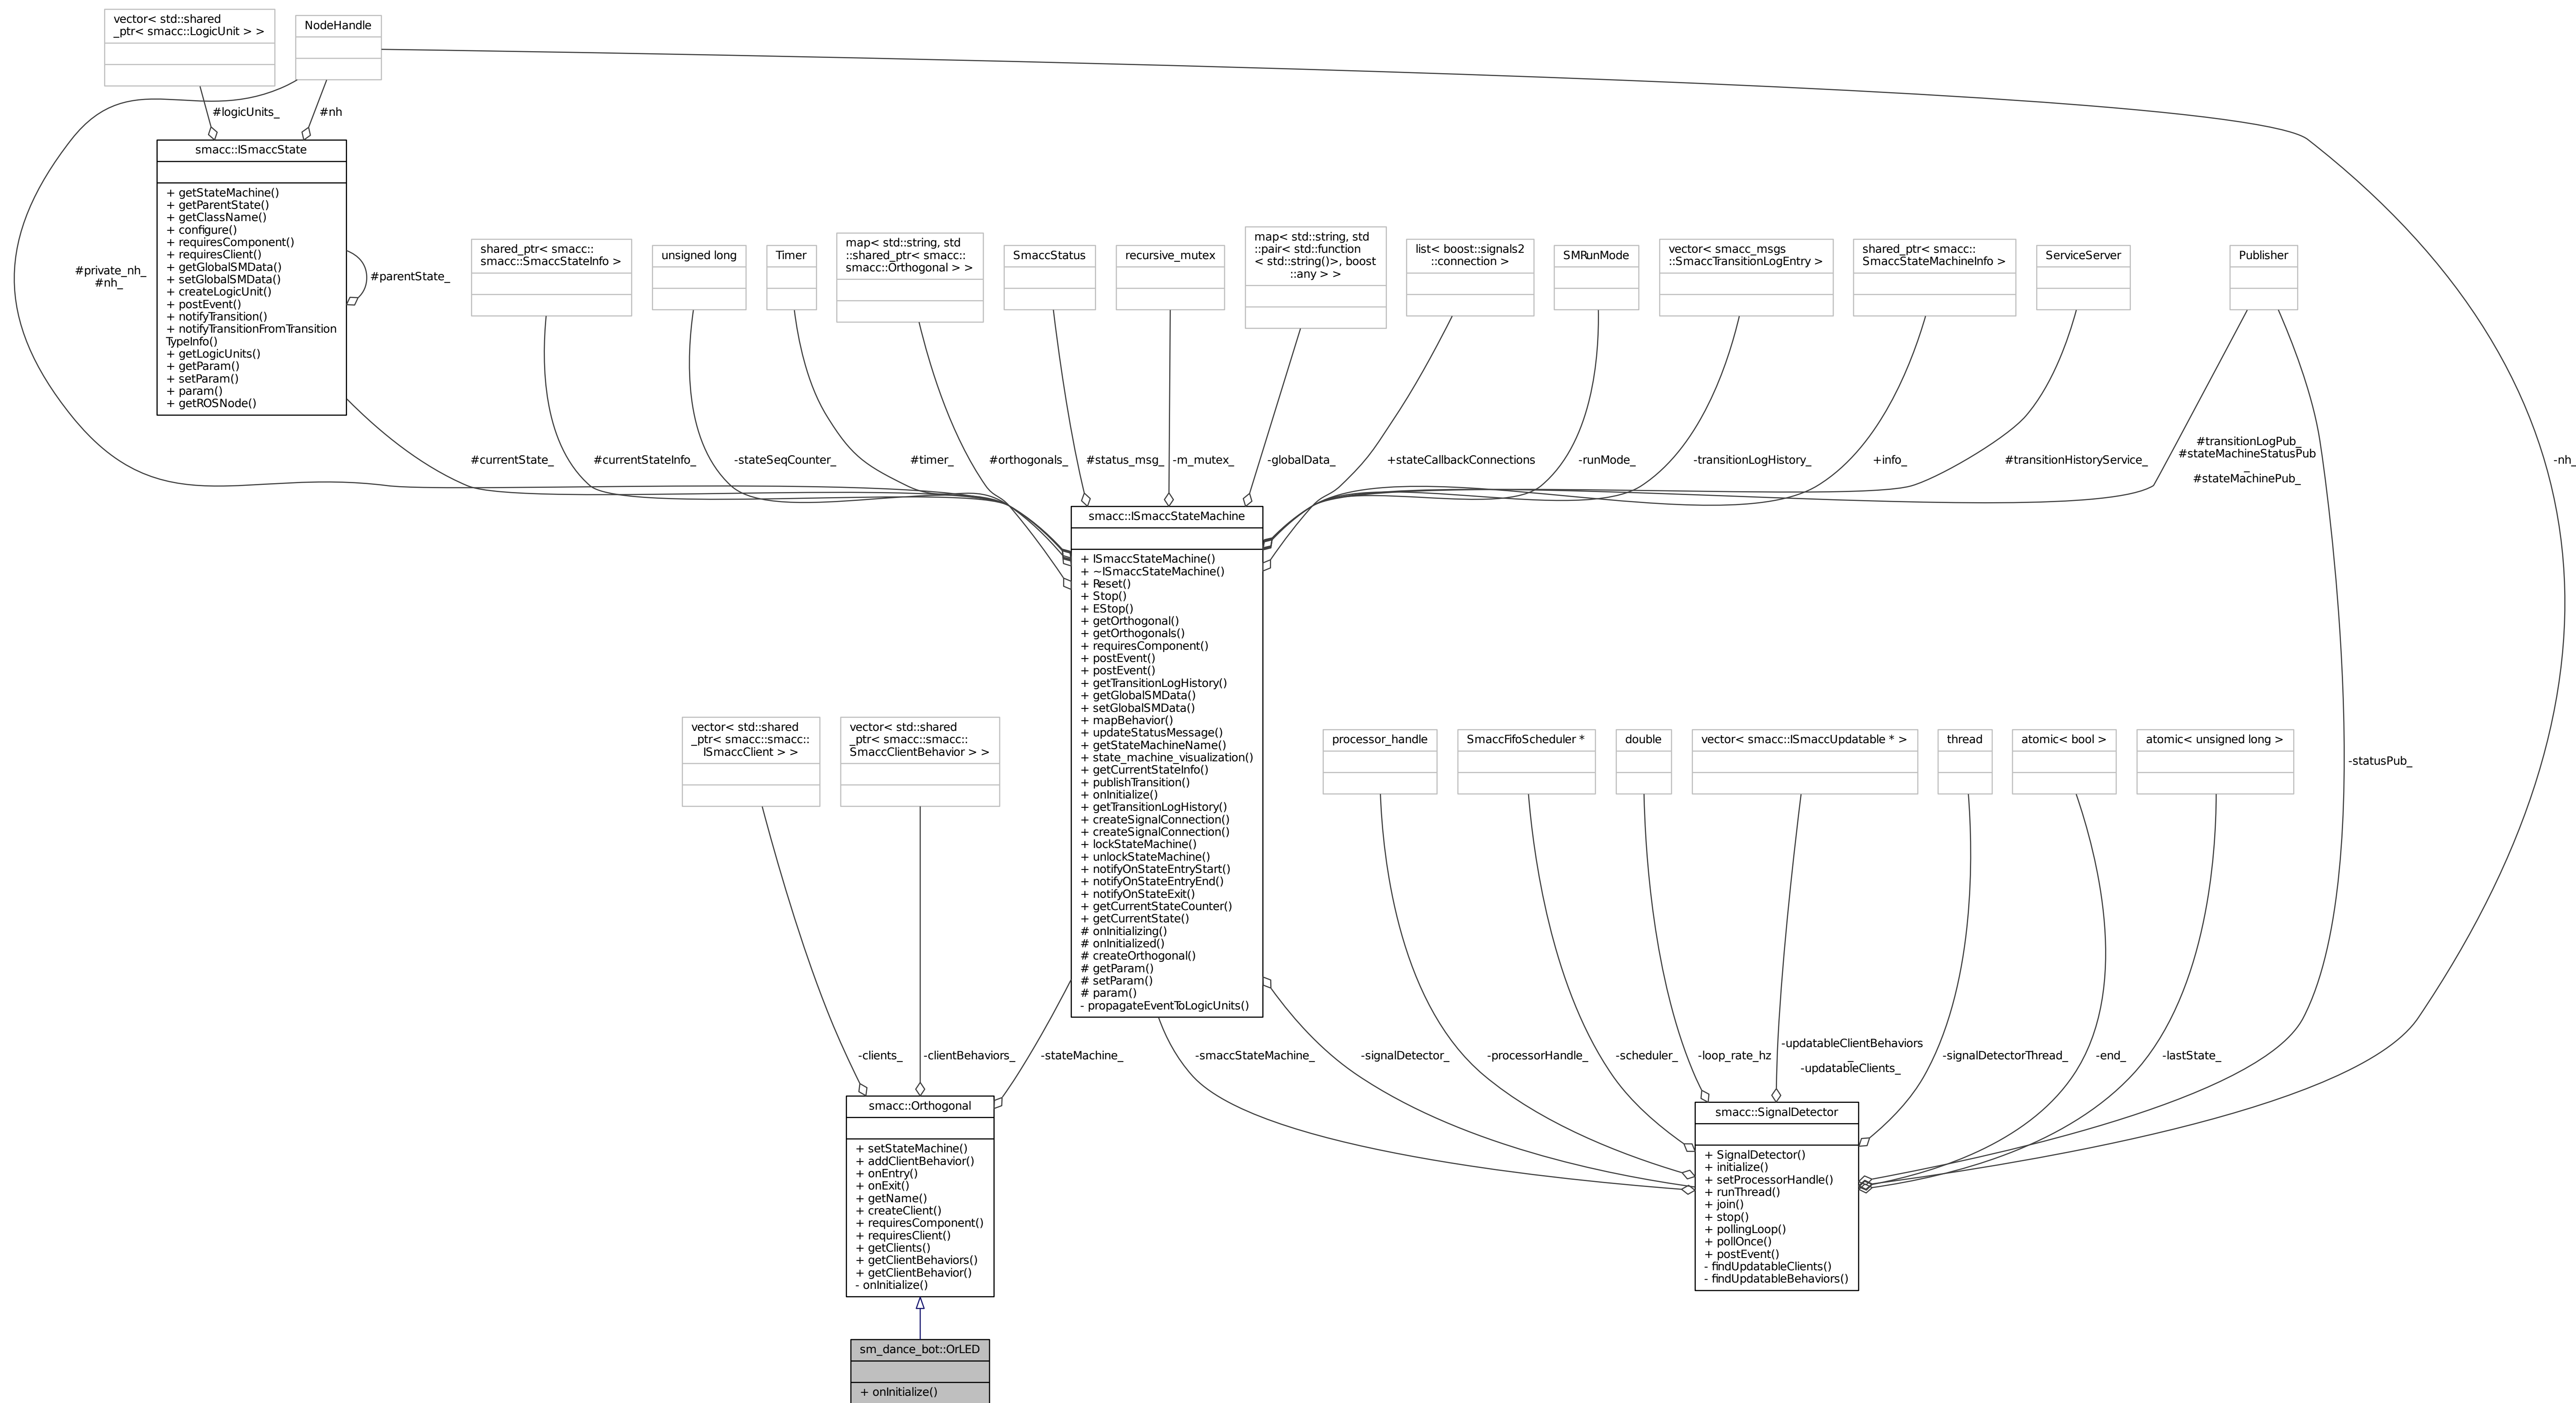 vector< std::shared
_ptr< smacc::LogicUnit > >
NodeHandle
#logicUnits_
#nh
smacc::ISmaccState
+ getStateMachine()
+ getParentState()
+ getClassName()
+ configure()
+ requiresComponent()
+ requiresClient()
+ getGlobalSMData()
+ setGlobalSMData()
+ createLogicUnit()
+ postEvent()
+ notifyTransition()
+ notifyTransitionFromTransition
TypeInfo()
+ getLogicUnits()
+ getParam()
+ setParam()
+ param()
+ getROSNode()
#private_nh_
#nh_
#parentState_
shared_ptr< smacc::
smacc::SmaccStateInfo >
unsigned long
Timer
map< std::string, std
::shared_ptr< smacc::
smacc::Orthogonal > >
SmaccStatus
recursive_mutex
map< std::string, std
::pair< std::function
< std::string()>, boost
::any > >
list< boost::signals2
::connection >
SMRunMode
vector< smacc_msgs
::SmaccTransitionLogEntry >
shared_ptr< smacc::
SmaccStateMachineInfo >
ServiceServer
Publisher
#currentState_
#currentStateInfo_
-stateSeqCounter_
#timer_
#orthogonals_
#status_msg_
-m_mutex_
-globalData_
+stateCallbackConnections
-runMode_
-transitionLogHistory_
+info_
#transitionHistoryService_
#transitionLogPub_
#stateMachineStatusPub
_
#stateMachinePub_
-nh_
smacc::ISmaccStateMachine
+ ISmaccStateMachine()
+ ~ISmaccStateMachine()
+ Reset()
+ Stop()
+ EStop()
+ getOrthogonal()
+ getOrthogonals()
+ requiresComponent()
+ postEvent()
+ postEvent()
+ getTransitionLogHistory()
+ getGlobalSMData()
+ setGlobalSMData()
+ mapBehavior()
+ updateStatusMessage()
+ getStateMachineName()
+ state_machine_visualization()
+ getCurrentStateInfo()
+ publishTransition()
+ onInitialize()
+ getTransitionLogHistory()
+ createSignalConnection()
+ createSignalConnection()
+ lockStateMachine()
+ unlockStateMachine()
+ notifyOnStateEntryStart()
+ notifyOnStateEntryEnd()
+ notifyOnStateExit()
+ getCurrentStateCounter()
+ getCurrentState()
# onInitializing()
# onInitialized()
# createOrthogonal()
# getParam()
# setParam()
# param()
- propagateEventToLogicUnits()
vector< std::shared
_ptr< smacc::smacc::
ISmaccClient > >
vector< std::shared
_ptr< smacc::smacc::
SmaccClientBehavior > >
processor_handle
SmaccFifoScheduler *
double
vector< smacc::ISmaccUpdatable * >
thread
atomic< bool >
atomic< unsigned long >
-statusPub_
-clients_
-clientBehaviors_
-stateMachine_
-smaccStateMachine_
-signalDetector_
-processorHandle_
-scheduler_
-loop_rate_hz
-updatableClientBehaviors
_
-updatableClients_
-signalDetectorThread_
-end_
-lastState_
smacc::Orthogonal
+ setStateMachine()
+ addClientBehavior()
+ onEntry()
+ onExit()
+ getName()
+ createClient()
+ requiresComponent()
+ requiresClient()
+ getClients()
+ getClientBehaviors()
+ getClientBehavior()
- onInitialize()
smacc::SignalDetector
+ SignalDetector()
+ initialize()
+ setProcessorHandle()
+ runThread()
+ join()
+ stop()
+ pollingLoop()
+ pollOnce()
+ postEvent()
- findUpdatableClients()
- findUpdatableBehaviors()
sm_dance_bot::OrLED
+ onInitialize()